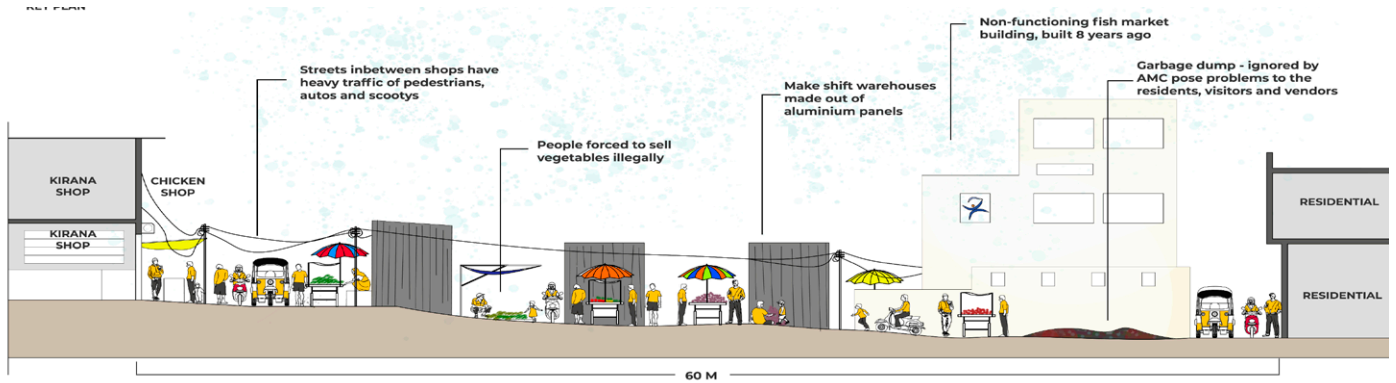 KEY PLAN
Non-functioning fish market
building, built 8 years ago
Streets inbetween shops have
heavy traffic of pedestrians,
autos and scootys
Garbage dump - ignored by
AMC pose problems to the
residents, visitors and vendors
Make shift warehouses
made out of
aluminium panels
People forced to sell
vegetables illegally
KIRANA
SHOP
CHICKEN
SHOP
KIRANA
SHOP
RESIDENTIAL
RESIDENTIAL
60 M